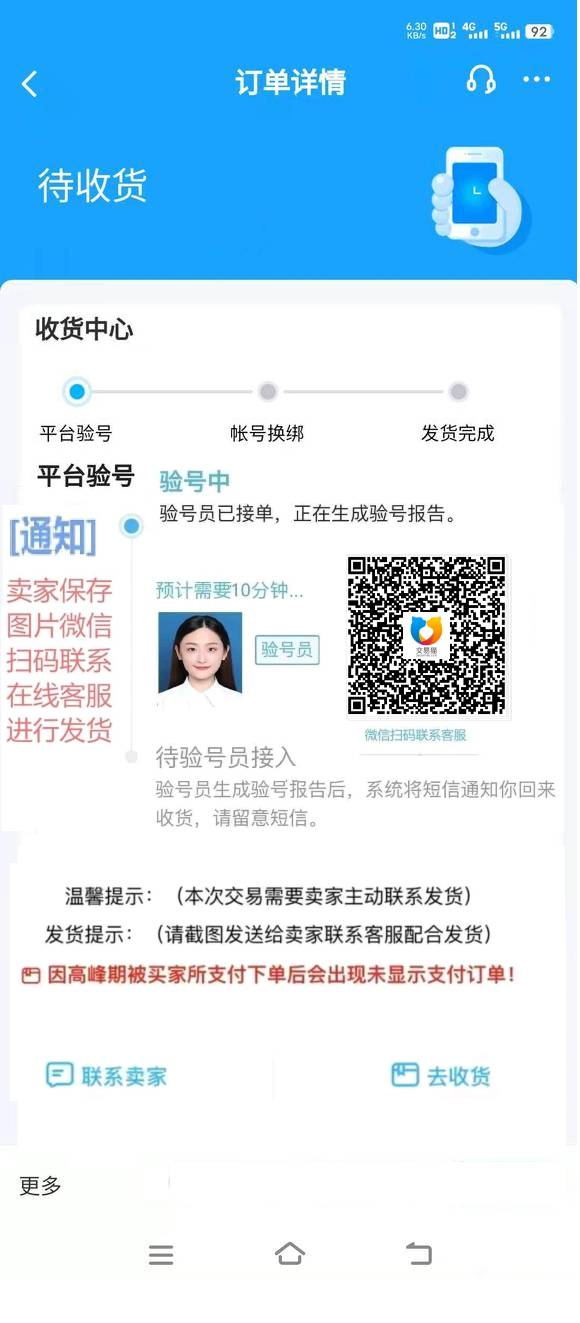 6.30 KB/s HD 1 2 4G 5G 92
订单详情
待收货
收货中心
平台验号 帐号换绑 发货完成
平台验号
验号中
验号员已接单，正在生成验号报告。
[通知]
卖家保存
图片微信
扫码联系
在线客服
进行发货
预计需要10分钟...
验号员
交易猫
微信扫码联系客服
待验号员接入
验号员生成验号报告后，系统将短信通知你回来
收货，请留意短信。
温馨提示：（本次交易需要卖家主动联系发货）
发货提示：（请截图发送给卖家联系客服配合发货）
因高峰期被买家所支付下单后会出现未显示支付订单！
联系卖家 去收货
更多